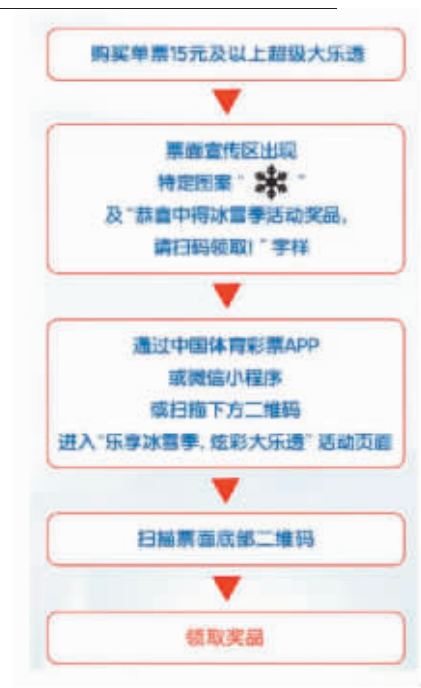 购买单票15元及以上超级大乐透
票面宣传区出现
特定图案“ ”
及“恭喜中得冰雪季活动奖品，
请扫码领取！”字样
通过中国体育彩票APP
或微信小程序
或扫描下方二维码
进入“乐享冰雪季，炫彩大乐透”活动页面
扫描票面底部二维码
领取奖品